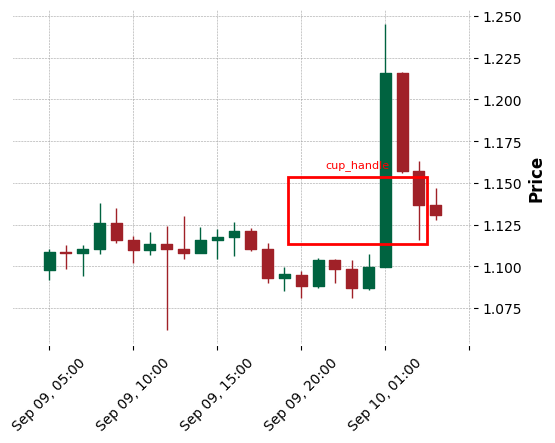 1.250
1.225
1.200
1.175
cup_handle
1.150
1.125
1.100
1.075
Price
Sep 09, 05:00
Sep 09, 10:00
Sep 09, 15:00
Sep 09, 20:00
Sep 10, 01:00